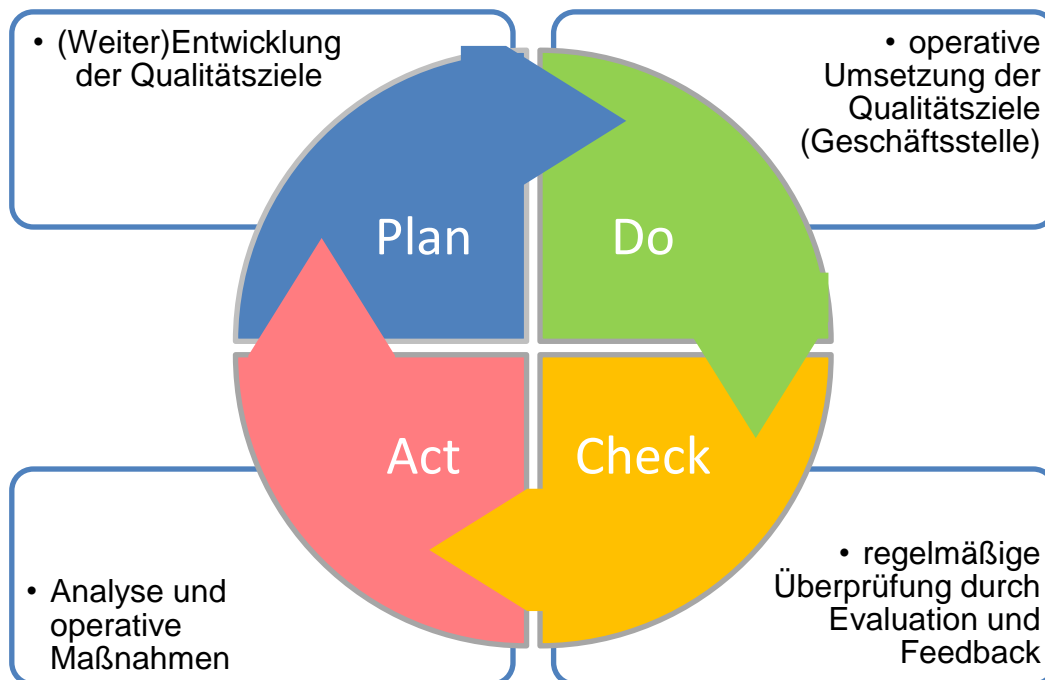 • (Weiter)Entwicklung
der Qualitätsziele
• operative
Umsetzung der
Qualitätsziele
(Geschäftsstelle)
Plan
Do
Act
Check
• Analyse und
operative
Maßnahmen
• regelmäßige
Überprüfung durch
Evaluation und
Feedback